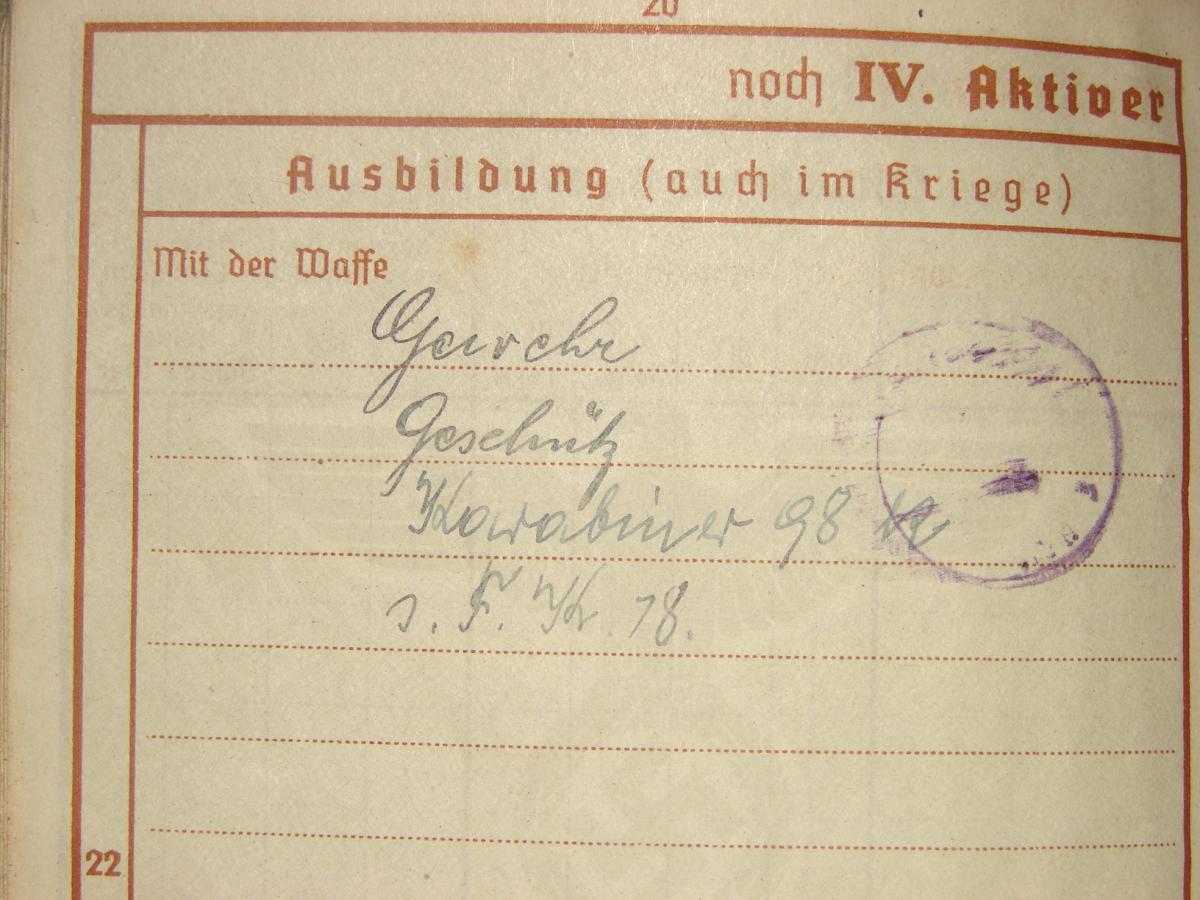 20
noch IV. Aktiver
Ausbildung (auch im Kriege)
Mit der Waffe
Gewehr
Geschütz
Karabiner 98 K
s. F. K. 18.
22